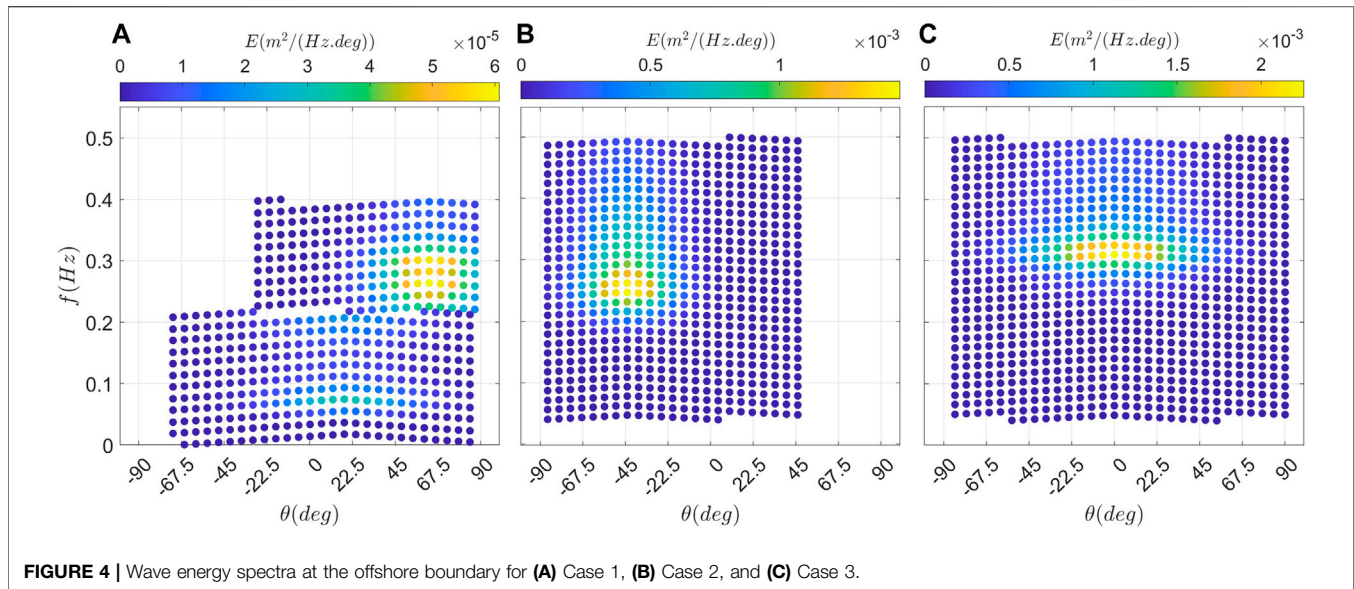 A
E(m²/(Hz.deg))
×10⁻⁵
0 1 2 3 4 5 6
B
E(m²/(Hz.deg))
×10⁻³
0 0.5 1
C
E(m²/(Hz.deg))
×10⁻³
0 0.5 1 1.5 2
f(Hz)
0.5
0.4
0.3
0.2
0.1
0
-90 -67.5 -45 -22.5 0 22.5 45 67.5 90
θ(deg)
-90 -67.5 -45 -22.5 0 22.5 45 67.5 90
θ(deg)
-90 -67.5 -45 -22.5 0 22.5 45 67.5 90
θ(deg)
FIGURE 4 | Wave energy spectra at the offshore boundary for (A) Case 1, (B) Case 2, and (C) Case 3.